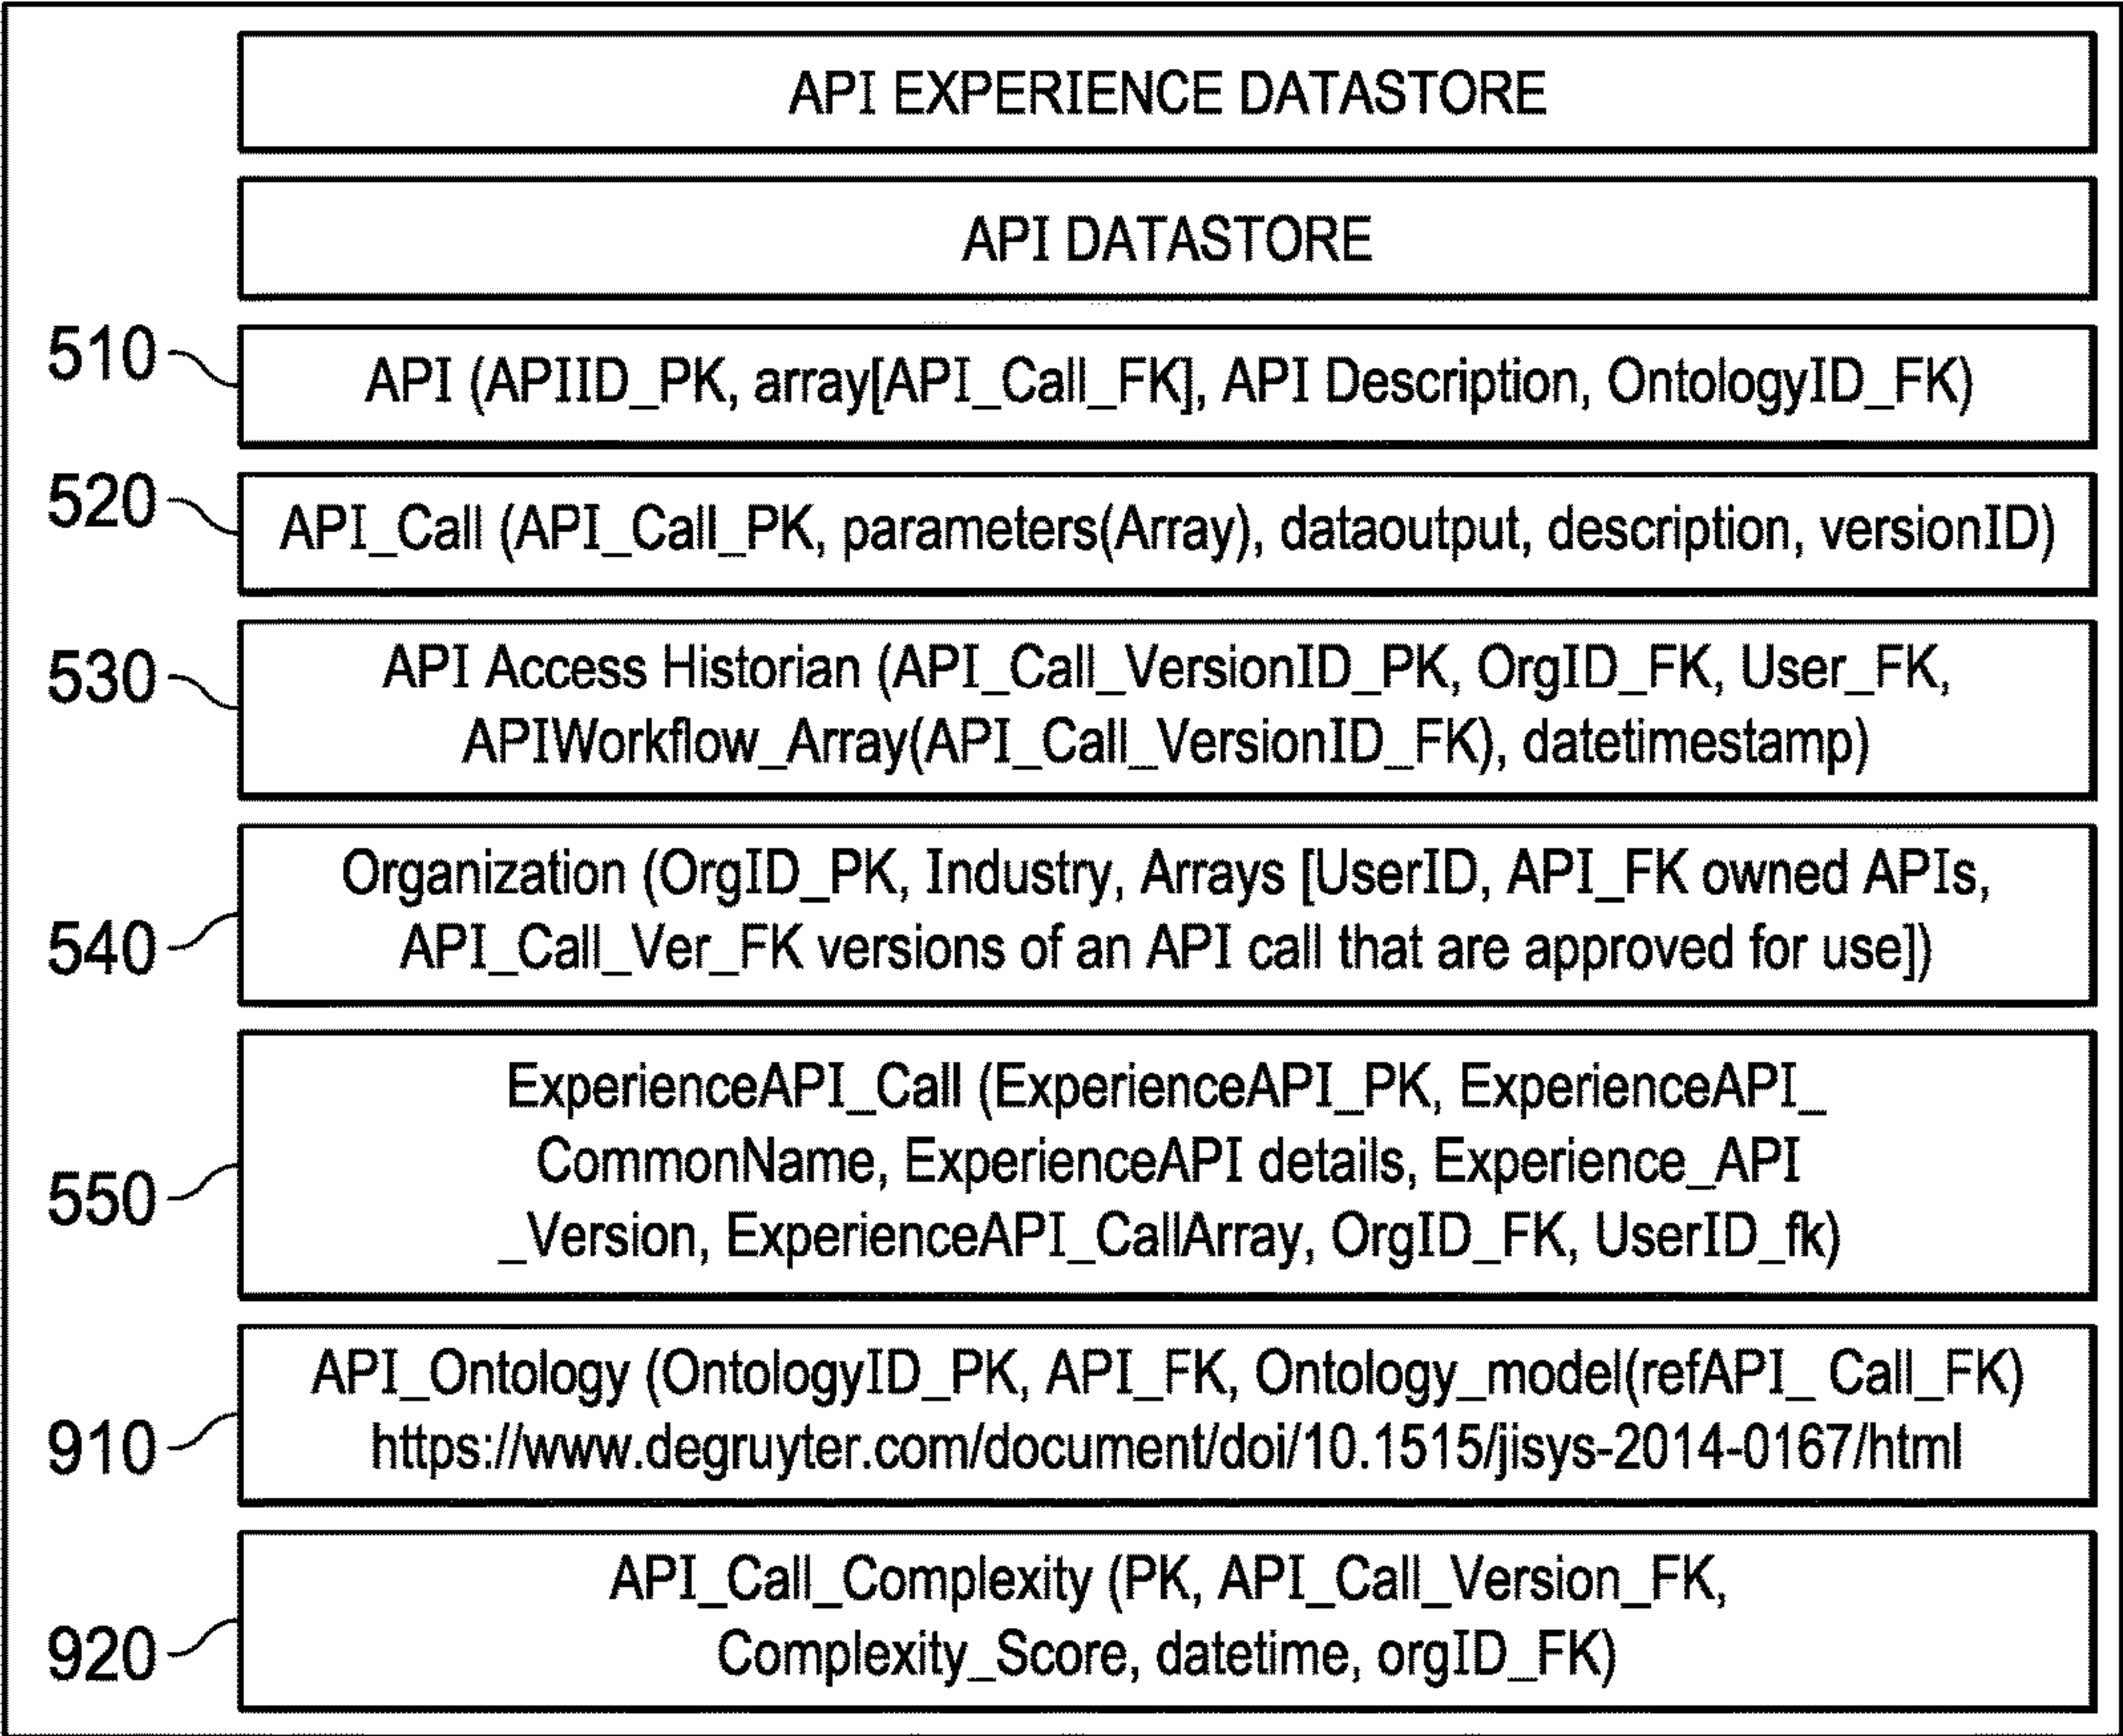 API EXPERIENCE DATASTORE
API DATASTORE
510
API (APIID_PK, array[API_Call_FK], API Description, OntologyID_FK)
520
API_Call (API_Call_PK, parameters(Array), dataoutput, description, versionID)
530
API Access Historian (API_Call_VersionID_PK, OrgID_FK, User_FK,
APIWorkflow_Array(API_Call_VersionID_FK), datetimestamp)
540
Organization (OrgID_PK, Industry, Arrays [UserID, API_FK owned APIs,
API_Call_Ver_FK versions of an API call that are approved for use])
550
ExperienceAPI_Call (ExperienceAPI_PK, ExperienceAPI_
CommonName, ExperienceAPI details, Experience_API
_Version, ExperienceAPI_CallArray, OrgID_FK, UserID_fk)
910
API_Ontology (OntologyID_PK, API_FK, Ontology_model(refAPI_ Call_FK)
https://www.degruyter.com/document/doi/10.1515/jisys-2014-0167/html
920
API_Call_Complexity (PK, API_Call_Version_FK,
Complexity_Score, datetime, orgID_FK)